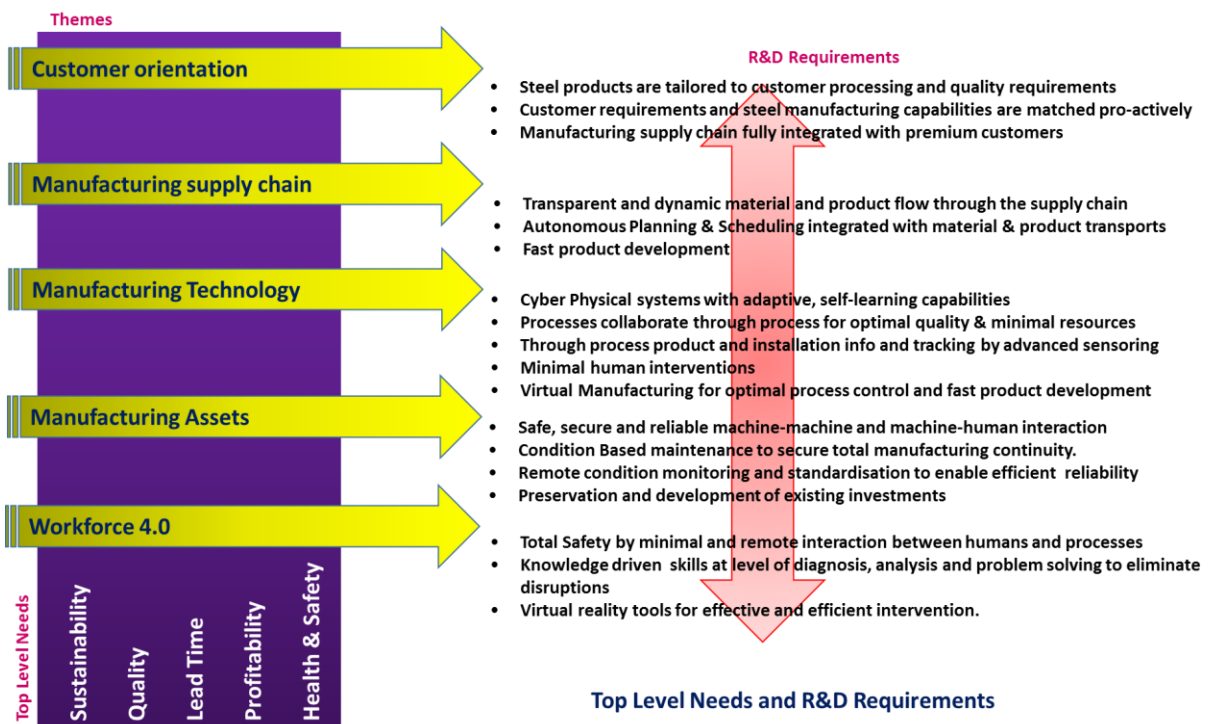 Themes
Customer orientation
R&D Requirements
• Steel products are tailored to customer processing and quality requirements
• Customer requirements and steel manufacturing capabilities are matched pro-actively
• Manufacturing supply chain fully integrated with premium customers
Manufacturing supply chain
• Transparent and dynamic material and product flow through the supply chain
• Autonomous Planning & Scheduling integrated with material & product transports
• Fast product development
Manufacturing Technology
• Cyber Physical systems with adaptive, self-learning capabilities
• Processes collaborate through process for optimal quality & minimal resources
• Through process product and installation info and tracking by advanced sensoring
• Minimal human interventions
• Virtual Manufacturing for optimal process control and fast product development
Manufacturing Assets
• Safe, secure and reliable machine-machine and machine-human interaction
• Condition Based maintenance to secure total manufacturing continuity.
• Remote condition monitoring and standardisation to enable efficient reliability
• Preservation and development of existing investments
Workforce 4.0
• Total Safety by minimal and remote interaction between humans and processes
• Knowledge driven skills at level of diagnosis, analysis and problem solving to eliminate
disruptions
• Virtual reality tools for effective and efficient intervention.
Top Level Needs
Sustainability
Quality
Lead Time
Profitability
Health & Safety
Top Level Needs and R&D Requirements